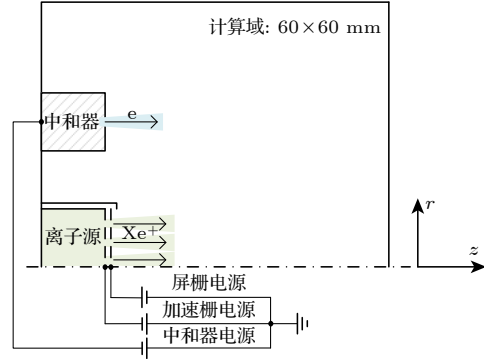 计算域: 60×60 mm
中和器
e
离子源
Xe+
r
z
屏栅电源
加速栅电源
中和器电源